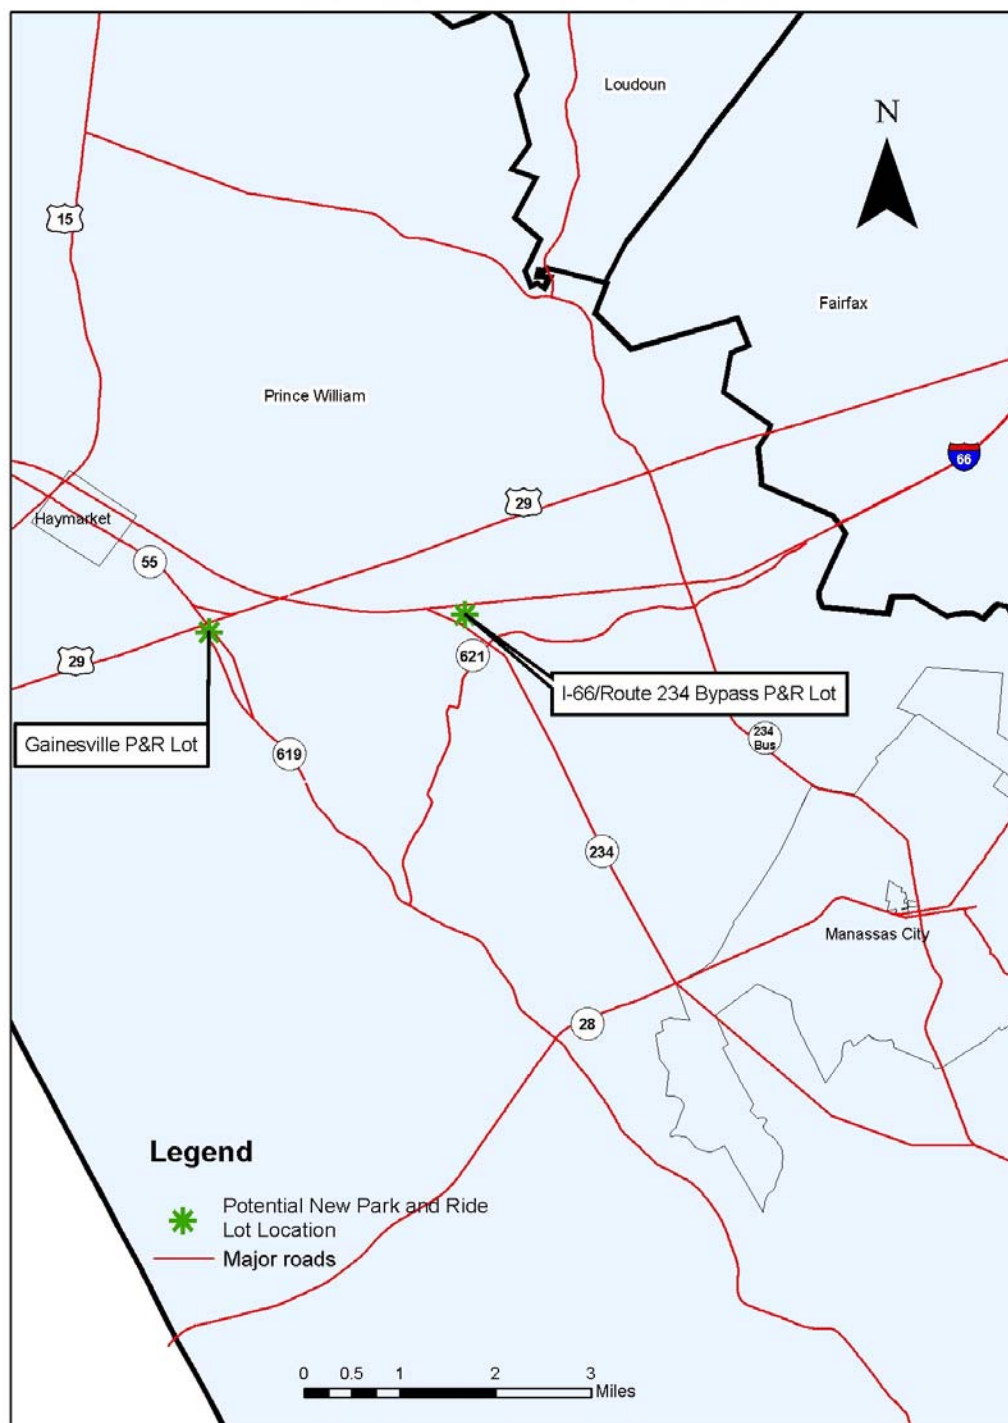 Loudoun
N
15
Fairfax
Prince William
66
29
Haymarket
55
29
621
I-66/Route 234 Bypass P&R Lot
Gainesville P&R Lot
234
Bus
619
234
Manassas City
28
Legend
Potential New Park and Ride
Lot Location
Major roads
0 0.5 1 2 3
Miles